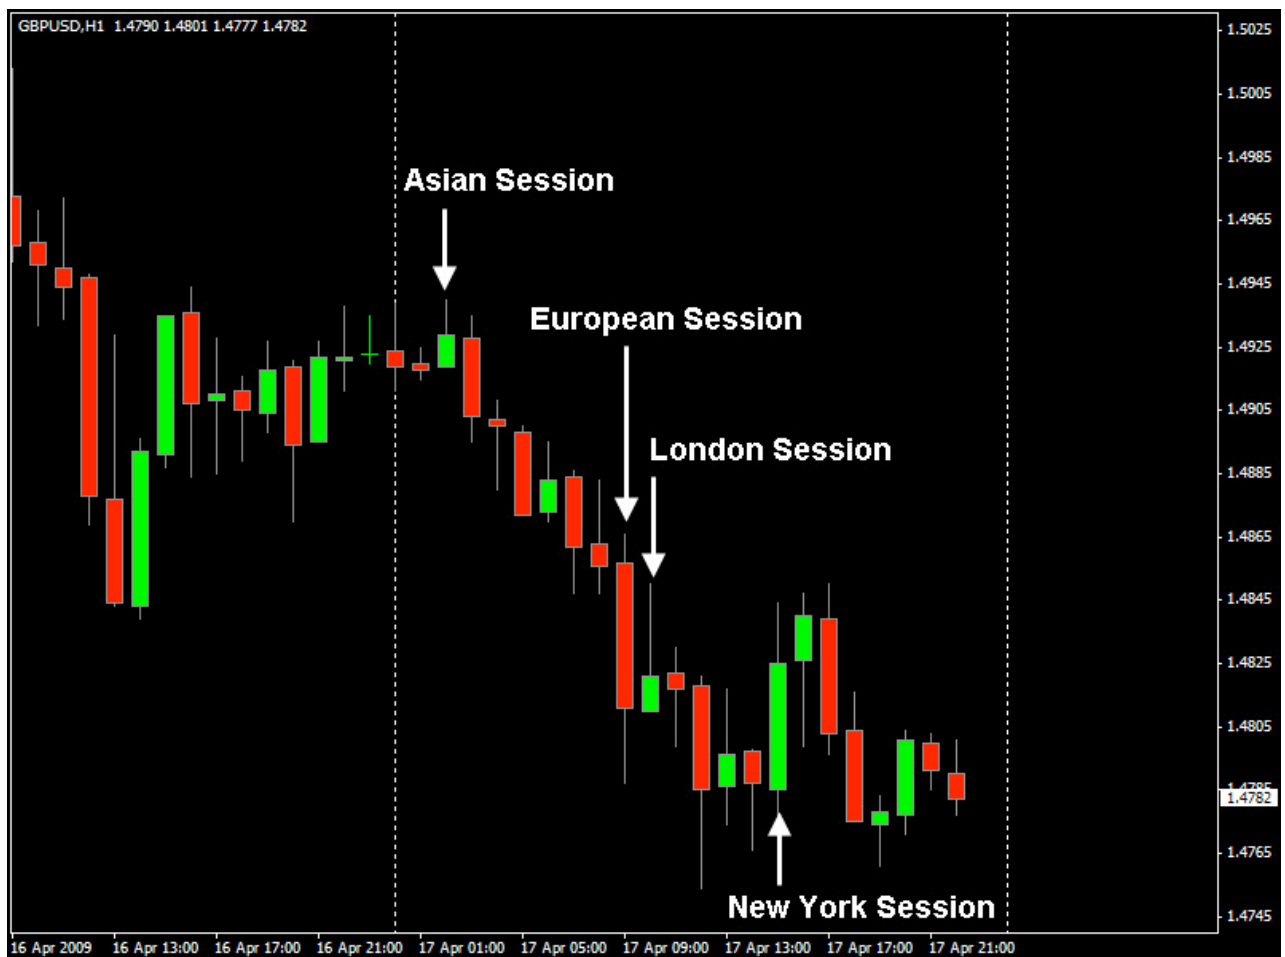 GBPUSD,H1 1.4790 1.4801 1.4777 1.4782
1.5025
1.5005
1.4985
Asian Session
1.4965
1.4945
European Session
1.4925
1.4905
London Session
1.4885
1.4865
1.4845
1.4825
1.4805
1.4785
1.4782
1.4765
New York Session
1.4745
16 Apr 2009 16 Apr 13:00 16 Apr 17:00 16 Apr 21:00 17 Apr 01:00 17 Apr 05:00 17 Apr 09:00 17 Apr 13:00 17 Apr 17:00 17 Apr 21:00